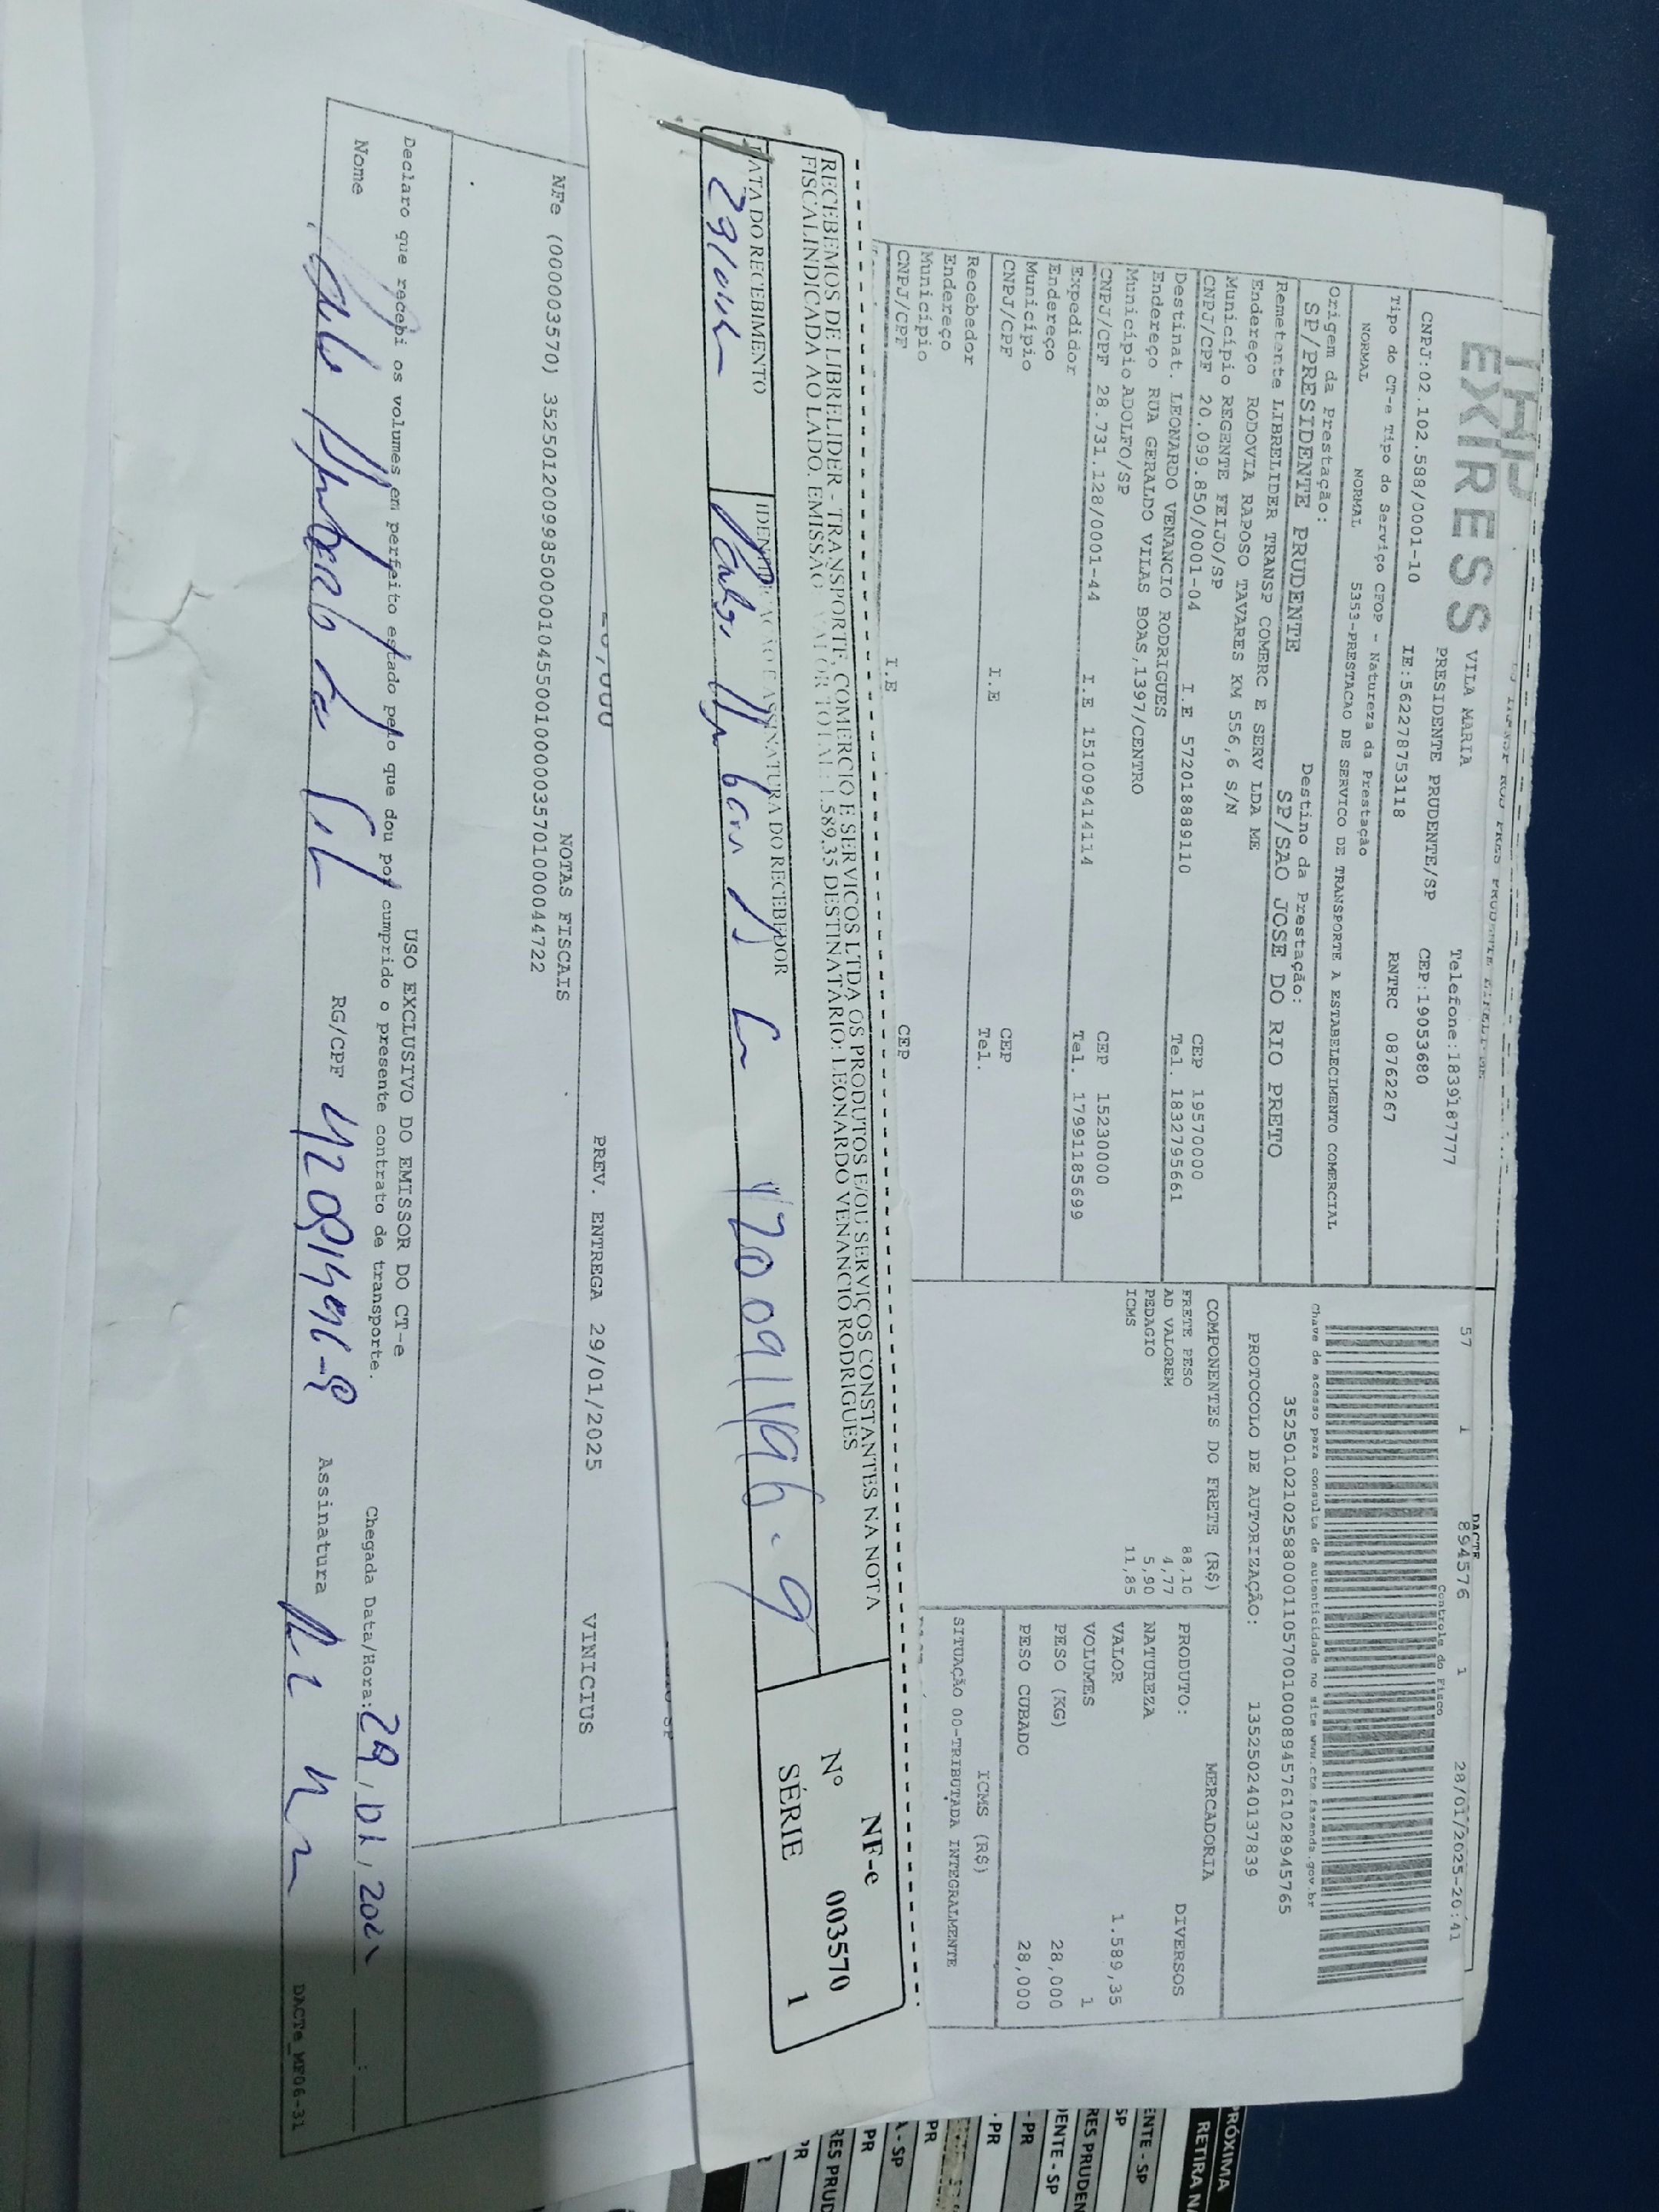 TRP
EXPRESS
VILA MARIA
PRESIDENTE PRUDENTE/SP
Telefone:1839187777
CEP:19053680
CNPJ:02.102.588/0001-10 IE:562278753118 RNTRC 08762267
Tipo do CT-e Tipo do Serviço CFOP - Natureza da Prestação
NORMAL NORMAL 5353-PRESTACAO DE SERVICO DE TRANSPORTE A ESTABELECIMENTO COMERCIAL
Origem da Prestação: Destino da Prestação:
SP/PRESIDENTE PRUDENTE SP/SAO JOSE DO RIO PRETO
Remetente LIBRELIDER TRANSP COMERC E SERV LDA ME
Endereço RODOVIA RAPOSO TAVARES KM 556,6 S/N
Município REGENTE FEIJO/SP CEP 19570000
CNPJ/CPF 20.099.850/0001-04 I.E 572018889110 Tel. 1832795661
Destinat. LEONARDO VENANCIO RODRIGUES
Endereço RUA GERALDO VILAS BOAS,1397/CENTRO
Município ADOLFO/SP CEP 15230000
CNPJ/CPF 28.731.128/0001-44 I.E 151009414114 Tel. 17991185699
Expedidor
Endereço
Município CEP
CNPJ/CPF I.E Tel.
Recebedor
Endereço
Município CEP
CNPJ/CPF I.E
DACTE
57 1 894576 1 28/01/2025-20:41
Controle do Fisco
Chave de acesso para consulta de autenticidade no site www.cte.fazenda.gov.br
35250102102588000110570010008945761028945765
PROTOCOLO DE AUTORIZAÇÃO: 135250240137839
COMPONENTES DO FRETE (R$)
FRETE PESO 88,10
AD VALOREM 4,77
PEDAGIO 5,90
ICMS 11,85
MERCADORIA
PRODUTO: DIVERSOS
NATUREZA
VALOR 1.589,35
VOLUMES 1
PESO (KG) 28,000
PESO CUBADO 28,000
ICMS (R$)
SITUAÇÃO 00-TRIBUTADA INTEGRALMENTE
RECEBEMOS DE LIBRELIDER - TRANSPORTE, COMERCIO E SERVICOS LTDA OS PRODUTOS E/OU SERVIÇOS CONSTANTES NA NOTA
FISCAL INDICADA AO LADO. EMISSÃO: VALOR TOTAL: 1.589,35 DESTINATÁRIO: LEONARDO VENANCIO RODRIGUES
DATA DO RECEBIMENTO IDENTIFICAÇÃO E ASSINATURA DO RECEBEDOR
NF-e
Nº 003570
SÉRIE 1
PREV. ENTREGA 29/01/2025 VINICIUS
NOTAS FISCAIS
NFe (000003570) 35250120099850000104550010000035701000044722
USO EXCLUSIVO DO EMISSOR DO CT-e
Declaro que recebi os volumes em perfeito estado pelo que dou por cumprido o presente contrato de transporte.
Chegada Data/Hora:
Nome RG/CPF Assinatura
DACTe_MF06-31
PRÓXIMA
RETIRA